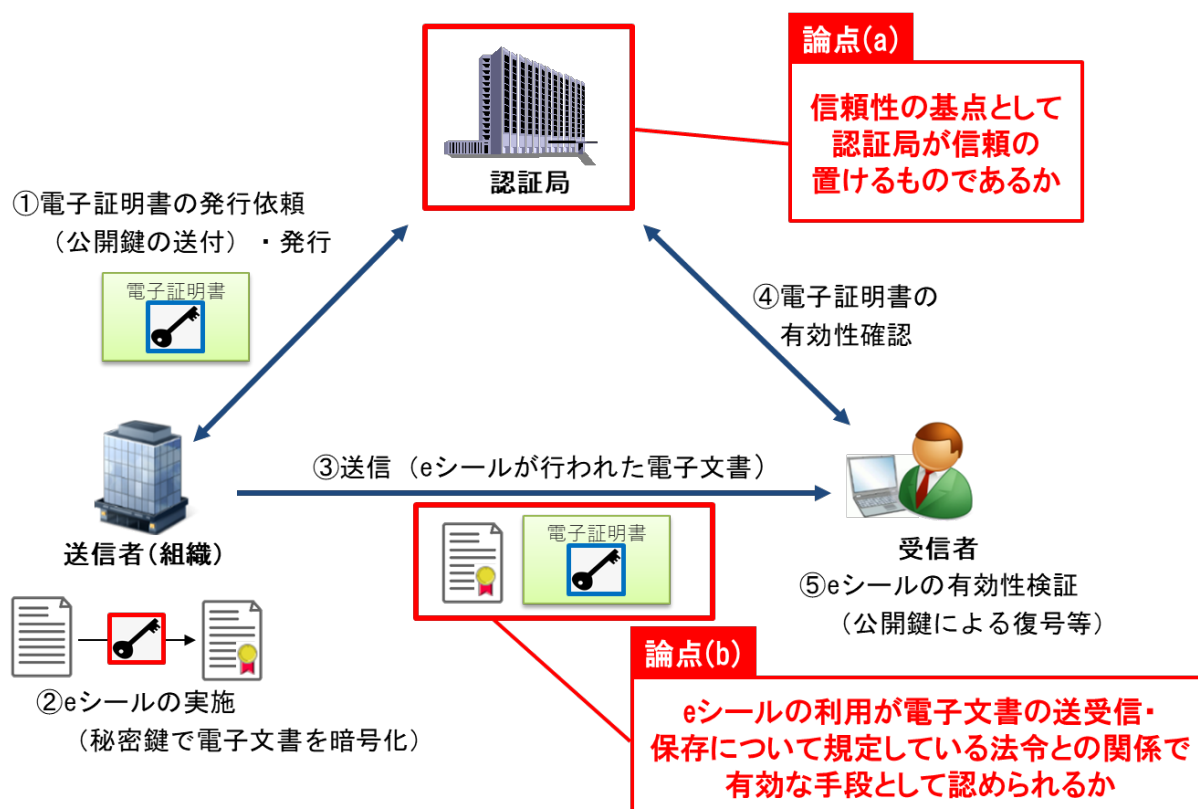 論点(a)
信頼性の基点として
認証局が信頼の
置けるものであるか
認証局
①電子証明書の発行依頼
（公開鍵の送付）・発行
電子証明書
④電子証明書の
有効性確認
③送信（eシールが行われた電子文書）
電子証明書
送信者(組織)
受信者
⑤eシールの有効性検証
（公開鍵による復号等）
②eシールの実施
（秘密鍵で電子文書を暗号化）
論点(b)
eシールの利用が電子文書の送受信・
保存について規定している法令との関係で
有効な手段として認められるか